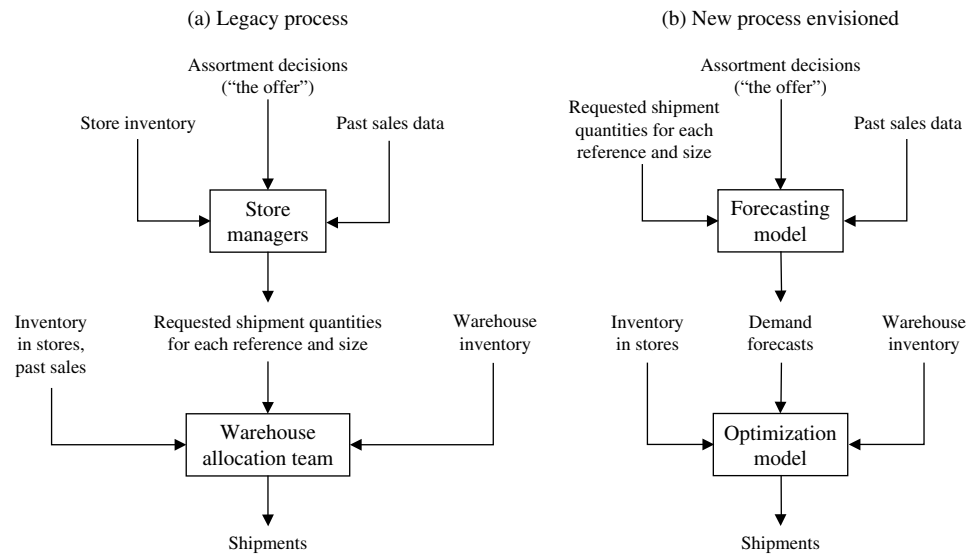 (a) Legacy process
Assortment decisions
(“the offer”)
Store inventory
Past sales data
Store
managers
Inventory
in stores,
past sales
Requested shipment quantities
for each reference and size
Warehouse
inventory
Warehouse
allocation team
Shipments
(b) New process envisioned
Assortment decisions
(“the offer”)
Requested shipment
quantities for each
reference and size
Past sales data
Forecasting
model
Inventory
in stores
Demand
forecasts
Warehouse
inventory
Optimization
model
Shipments